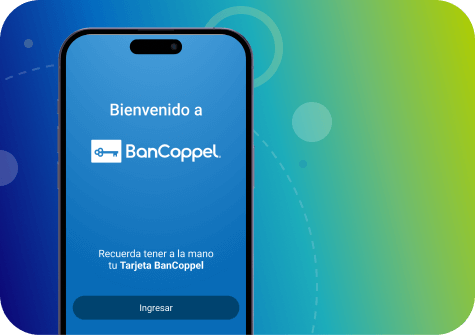 Bienvenido a
BanCoppel
Recuerda tener a la mano
tu Tarjeta BanCoppel
Ingresar